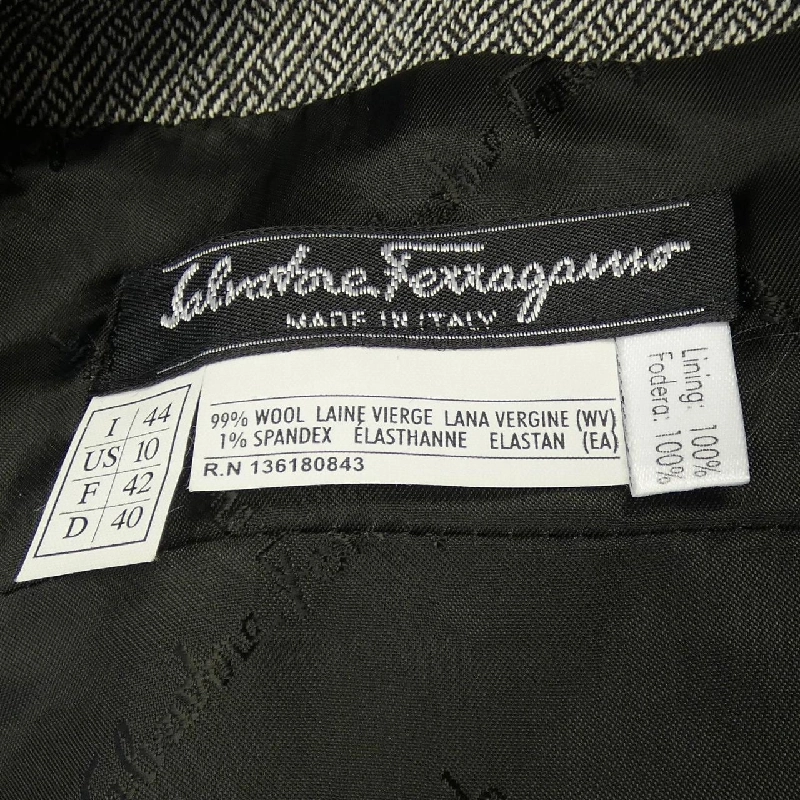 Salvatore Ferragamo
MADE IN ITALY
I 44
US 10
F 42
D 40
99% WOOL LAINE VIERGE LANA VERGINE (WV)
1% SPANDEX ÉLASTHANNE ELASTAN (EA)
R.N 136180843
Lining: 100%
Fodera: 100%
Salvatore